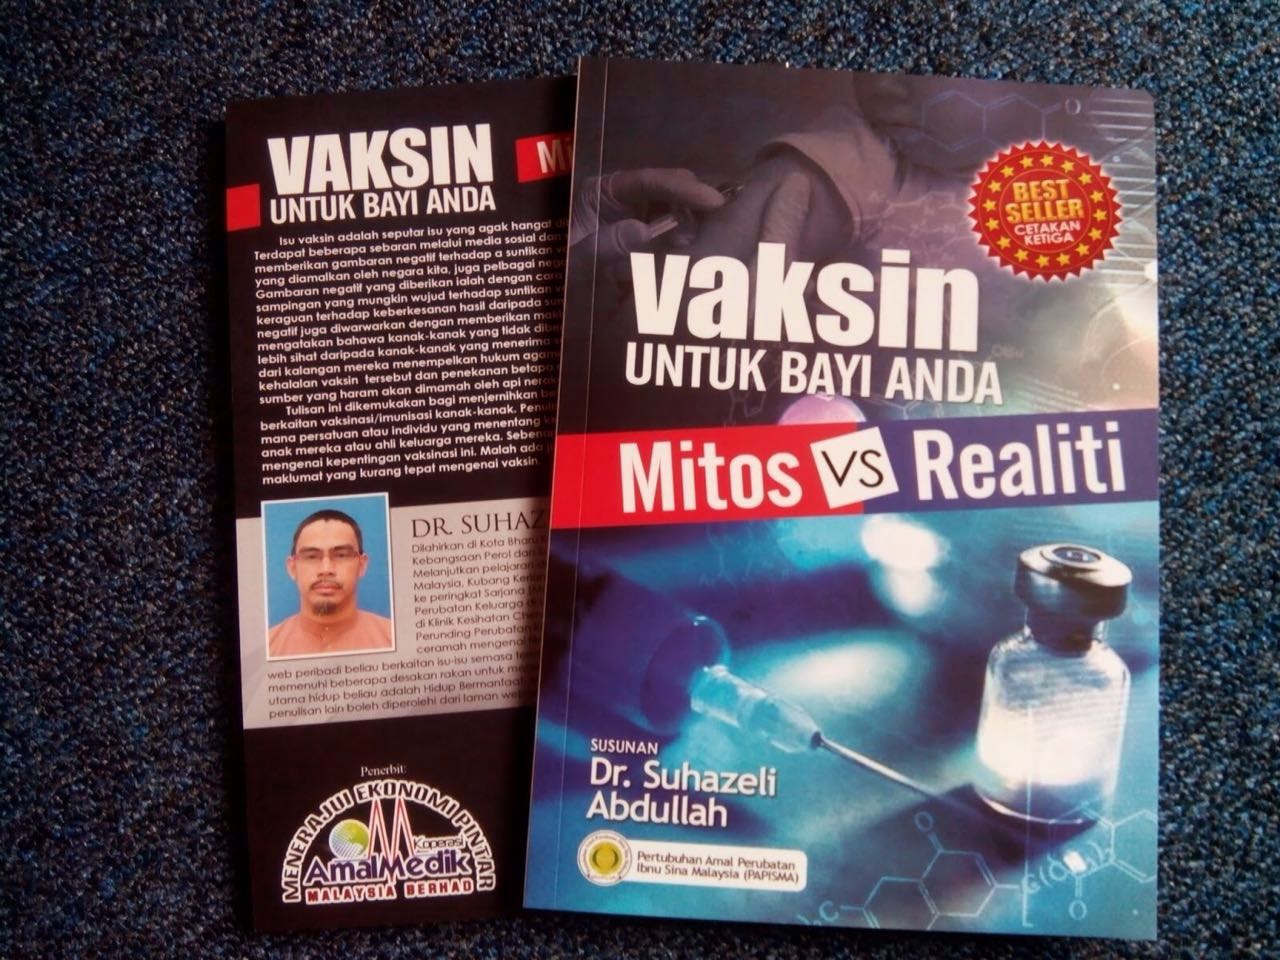 VAKSIN
UNTUK BAYI ANDA
Isu vaksin adalah seputar isu yang agak hangat
Terdapat beberapa sebaran melalui media sosial dan
memberikan gambaran negatif terhadap a suntikan
yang diamalkan oleh negara kita, juga pelbagai
Gambaran negatif yang diberikan ialah dengan
sampingan yang mungkin wujud terhadap suntikan
keraguan terhadap keberkesanan hasil daripada
negatif juga diwarwarkan dengan memberikan
mengatakan bahawa kanak-kanak yang tidak
lebih sihat daripada kanak-kanak yang menerima
dari kalangan mereka menempelkan hukum
kehalalan vaksin tersebut dan penekanan
sumber yang haram akan dimamah oleh api
Tulisan ini dikemukakan bagi menjernihkan
berkaitan vaksinasi/imunisasi kanak-kanak.
mana persatuan atau individu yang menentang
anak mereka atau ahli keluarga mereka.
mengenai kepentingan vaksinasi ini. Malah ada
maklumat yang kurang tepat mengenai vaksin
DR.
Dilahirkan di Kota Bharu
Kebangsaan Perol dan
Melanjutkan pelajaran
Malaysia, Kubang
ke peringkat Sarjana
Perubatan Keluarga di
di Klinik Kesihatan
Perunding Perubatan
ceramah mengenai
web peribadi beliau berkaitan isu-isu semasa
memenuhi beberapa desakan rakan untuk
utama hidup beliau adalah Hidup
penulisan lain boleh diperolehi dari laman
Penerbit:
MENERAJUI EKONOMI PINTAR
Koperasi
AmalMedik
MALAYSIA BERHAD
BEST
SELLER
CETAKAN
KETIGA
vaksin
UNTUK BAYI ANDA
Mitos VS Realiti
SUSUNAN
Dr. Suhazeli
Abdullah
Pertubuhan Amal Perubatan
Ibnu Sina Malaysia (PAPISMA)